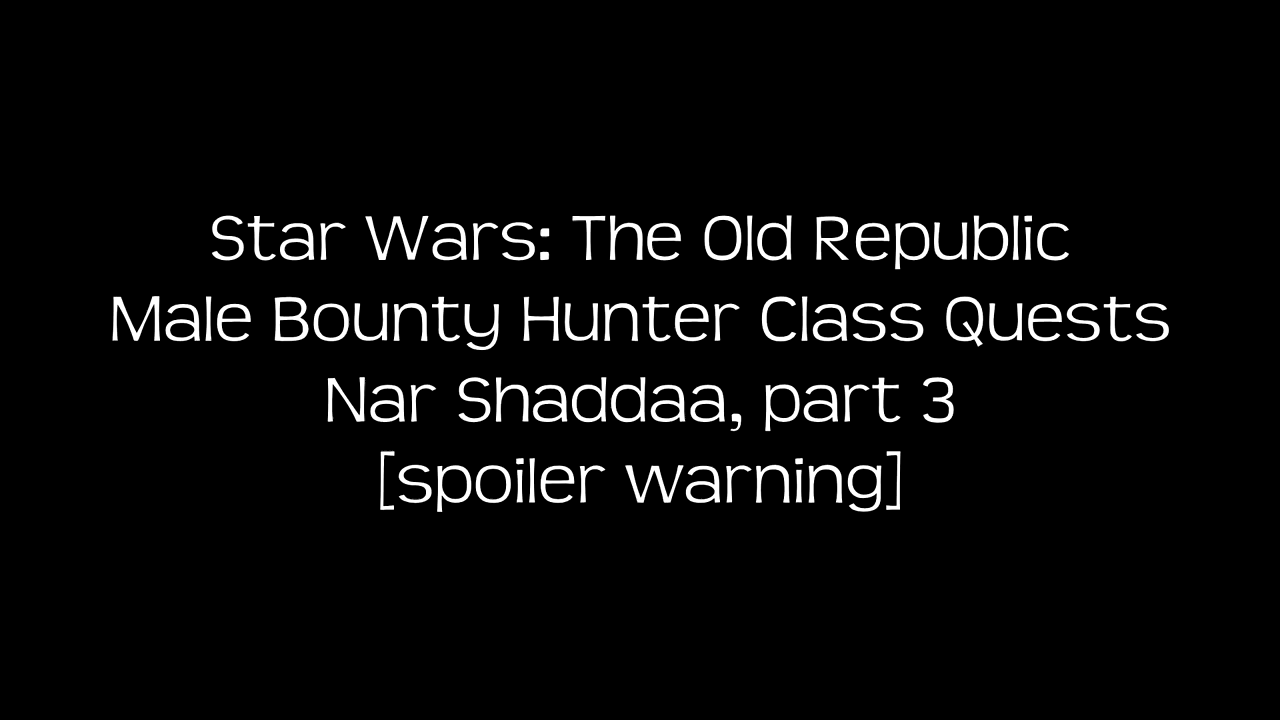 Star Wars: The Old Republic
Male Bounty Hunter Class Quests
Nar Shaddaa, part 3
[spoiler warning]